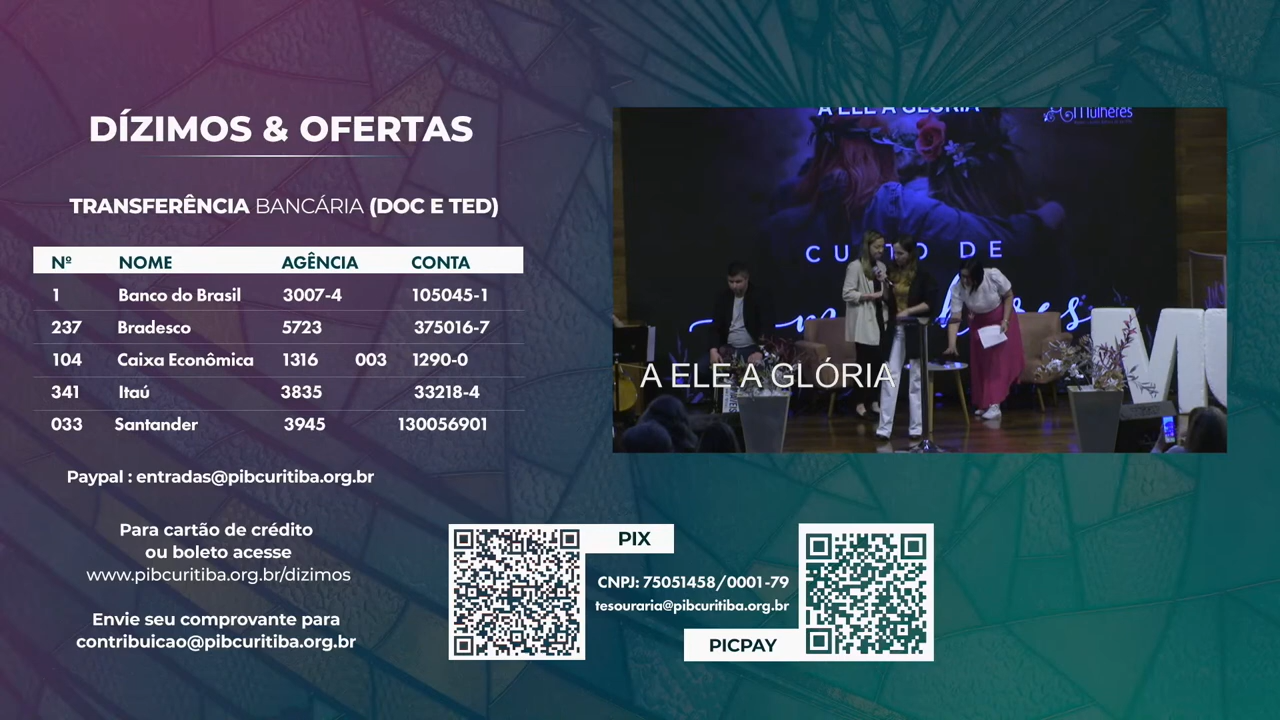 DÍZIMOS & OFERTAS
TRANSFERÊNCIA BANCÁRIA (DOC E TED)
Nº NOME AGÊNCIA CONTA
1 Banco do Brasil 3007-4 105045-1
237 Bradesco 5723 375016-7
104 Caixa Econômica 1316 003 1290-0
341 Itaú 3835 33218-4
033 Santander 3945 130056901
Paypal : entradas@pibcuritiba.org.br
Para cartão de crédito
ou boleto acesse
www.pibcuritiba.org.br/dizimos
Envie seu comprovante para
contribuicao@pibcuritiba.org.br
PIX
CNPJ: 75051458/0001-79
tesouraria@pibcuritiba.org.br
PICPAY
A ELE A GLÓRIA
Mulheres
CU TO DE
A ELE A GLÓRIA
MU